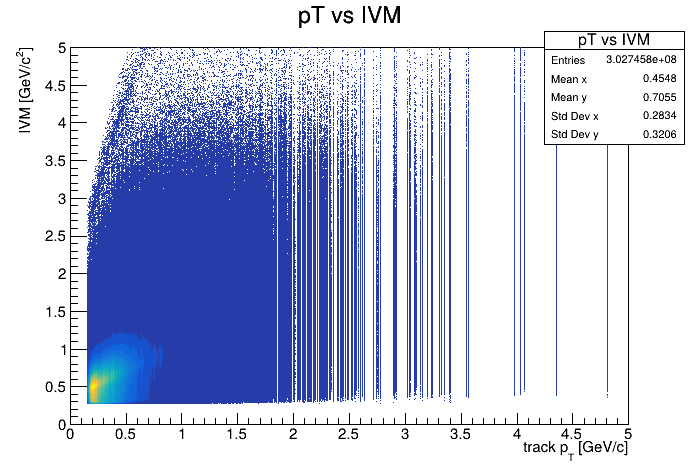 pT vs IVM
pT vs IVM
Entries 3.027458e+08
Mean x 0.4548
Mean y 0.7055
Std Dev x 0.2834
Std Dev y 0.3206
IVM [GeV/c²]
5
4.5
4
3.5
3
2.5
2
1.5
1
0.5
0
0 0.5 1 1.5 2 2.5 3 3.5 4 4.5 5
track p_T [GeV/c]